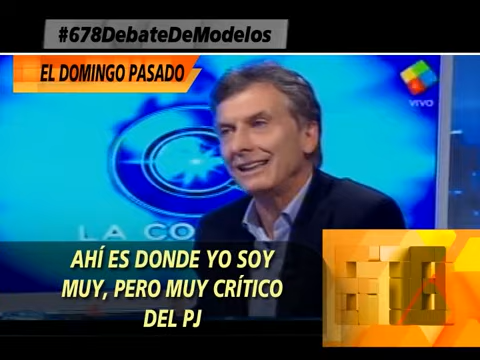 #678DebateDeModelos
EL DOMINGO PASADO
VIVO
LA CO
AHÍ ES DONDE YO SOY
MUY, PERO MUY CRÍTICO
DEL PJ
678